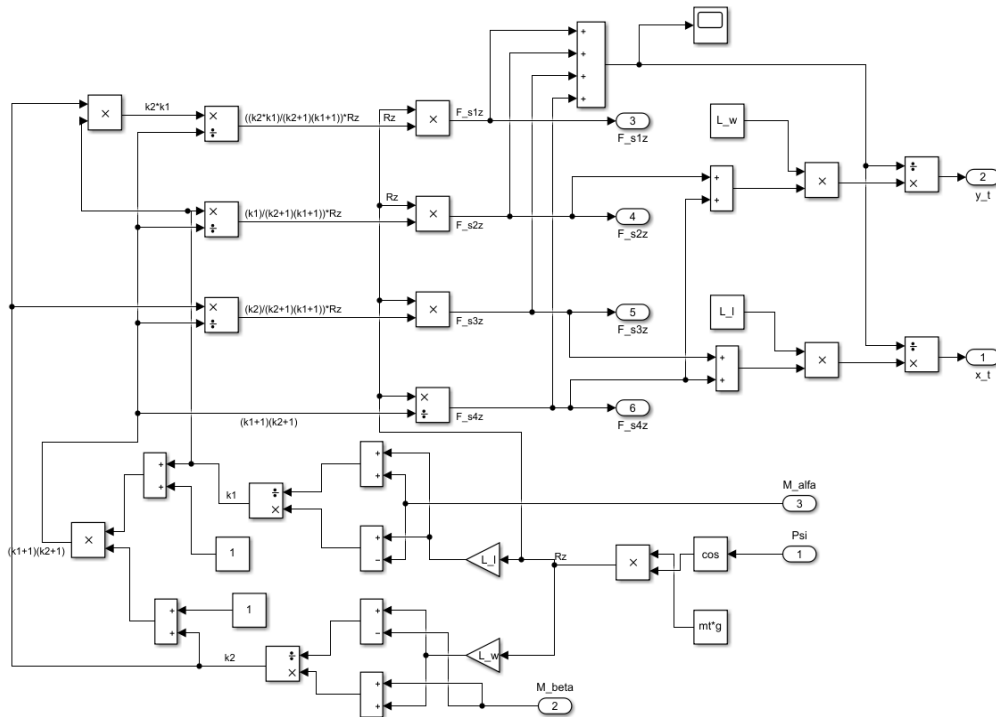 k2*k1
((k2*k1)/(k2+1)(k1+1))*Rz
Rz
F_s1z
3
F_s1z
L_w
2
y_t
(k1)/(k2+1)(k1+1))*Rz
Rz
F_s2z
4
F_s2z
(k2)/(k2+1)(k1+1))*Rz
F_s3z
5
F_s3z
L_l
1
x_t
(k1+1)(k2+1)
F_s4z
6
F_s4z
k1
M_alfa
3
(k1+1)(k2+1)
1
L_l
Rz
cos
Psi
1
1
mt*g
k2
L_w
M_beta
2